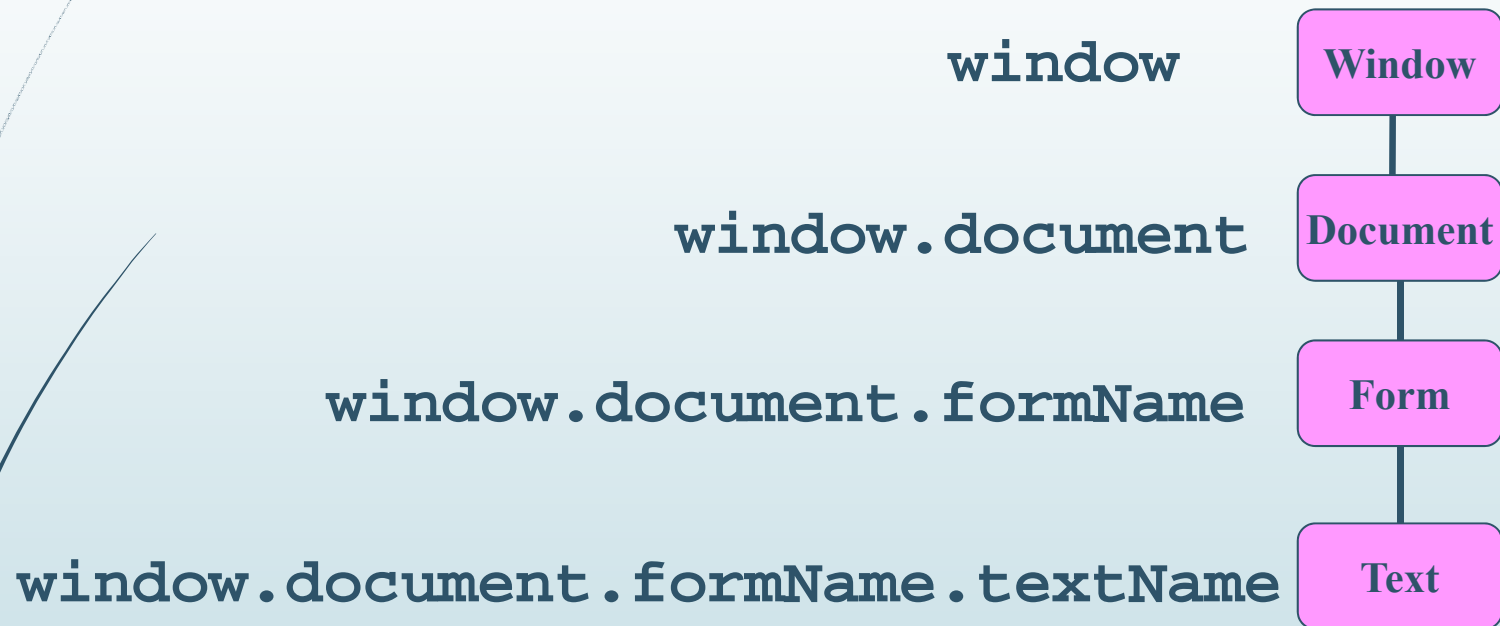 window
Window
window.document
Document
window.document.formName
Form
window.document.formName.textName
Text